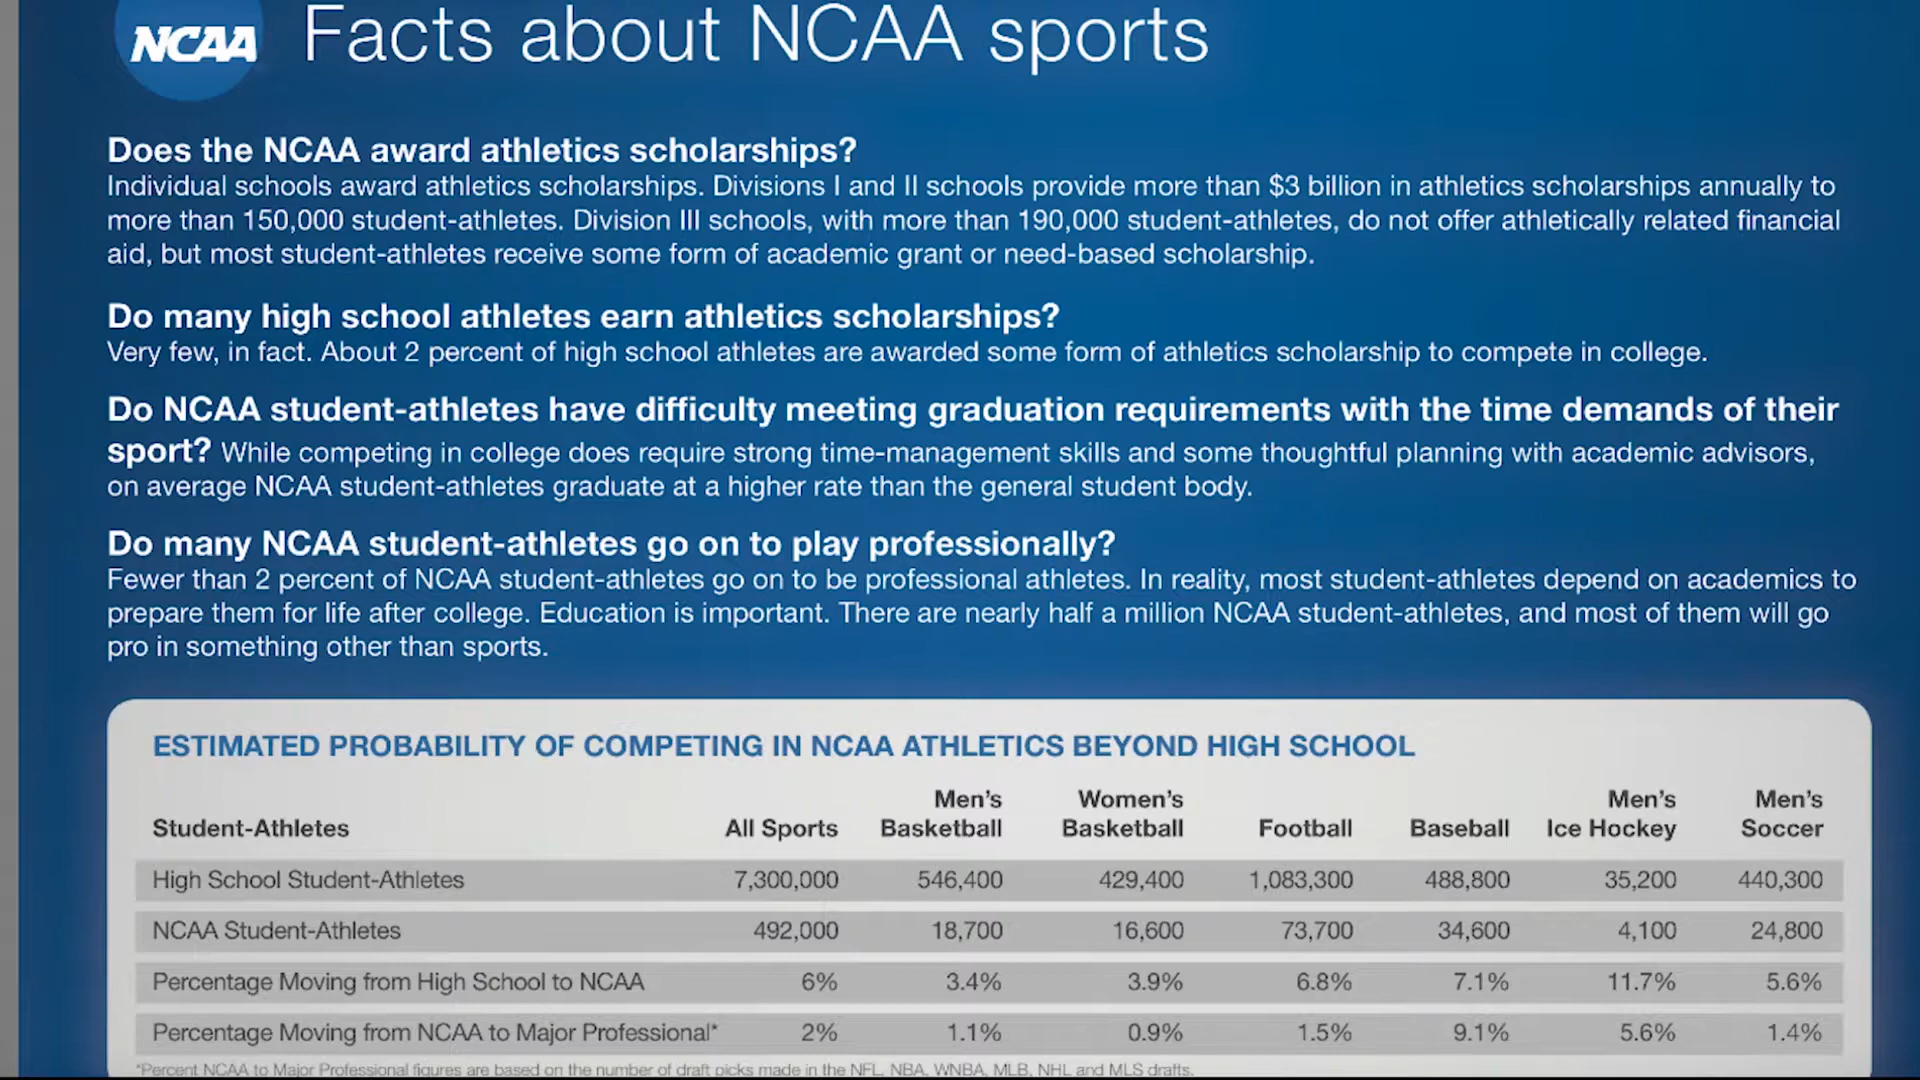 NCAA Facts about NCAA sports
Does the NCAA award athletics scholarships?
Individual schools award athletics scholarships. Divisions I and II schools provide more than $3 billion in athletics scholarships annually to
more than 150,000 student-athletes. Division III schools, with more than 190,000 student-athletes, do not offer athletically related financial
aid, but most student-athletes receive some form of academic grant or need-based scholarship.
Do many high school athletes earn athletics scholarships?
Very few, in fact. About 2 percent of high school athletes are awarded some form of athletics scholarship to compete in college.
Do NCAA student-athletes have difficulty meeting graduation requirements with the time demands of their
sport? While competing in college does require strong time-management skills and some thoughtful planning with academic advisors,
on average NCAA student-athletes graduate at a higher rate than the general student body.
Do many NCAA student-athletes go on to play professionally?
Fewer than 2 percent of NCAA student-athletes go on to be professional athletes. In reality, most student-athletes depend on academics to
prepare them for life after college. Education is important. There are nearly half a million NCAA student-athletes, and most of them will go
pro in something other than sports.
ESTIMATED PROBABILITY OF COMPETING IN NCAA ATHLETICS BEYOND HIGH SCHOOL
Student-Athletes All Sports Men's Basketball Women's Basketball Football Baseball Men's Ice Hockey Men's Soccer
High School Student-Athletes 7,300,000 546,400 429,400 1,083,300 488,800 35,200 440,300
NCAA Student-Athletes 492,000 18,700 16,600 73,700 34,600 4,100 24,800
Percentage Moving from High School to NCAA 6% 3.4% 3.9% 6.8% 7.1% 11.7% 5.6%
Percentage Moving from NCAA to Major Professional* 2% 1.1% 0.9% 1.5% 9.1% 5.6% 1.4%
*Percent NCAA to Major Professional figures are based on the number of draft picks made in the NFL, NBA, WNBA, MLB, NHL and MLS drafts.